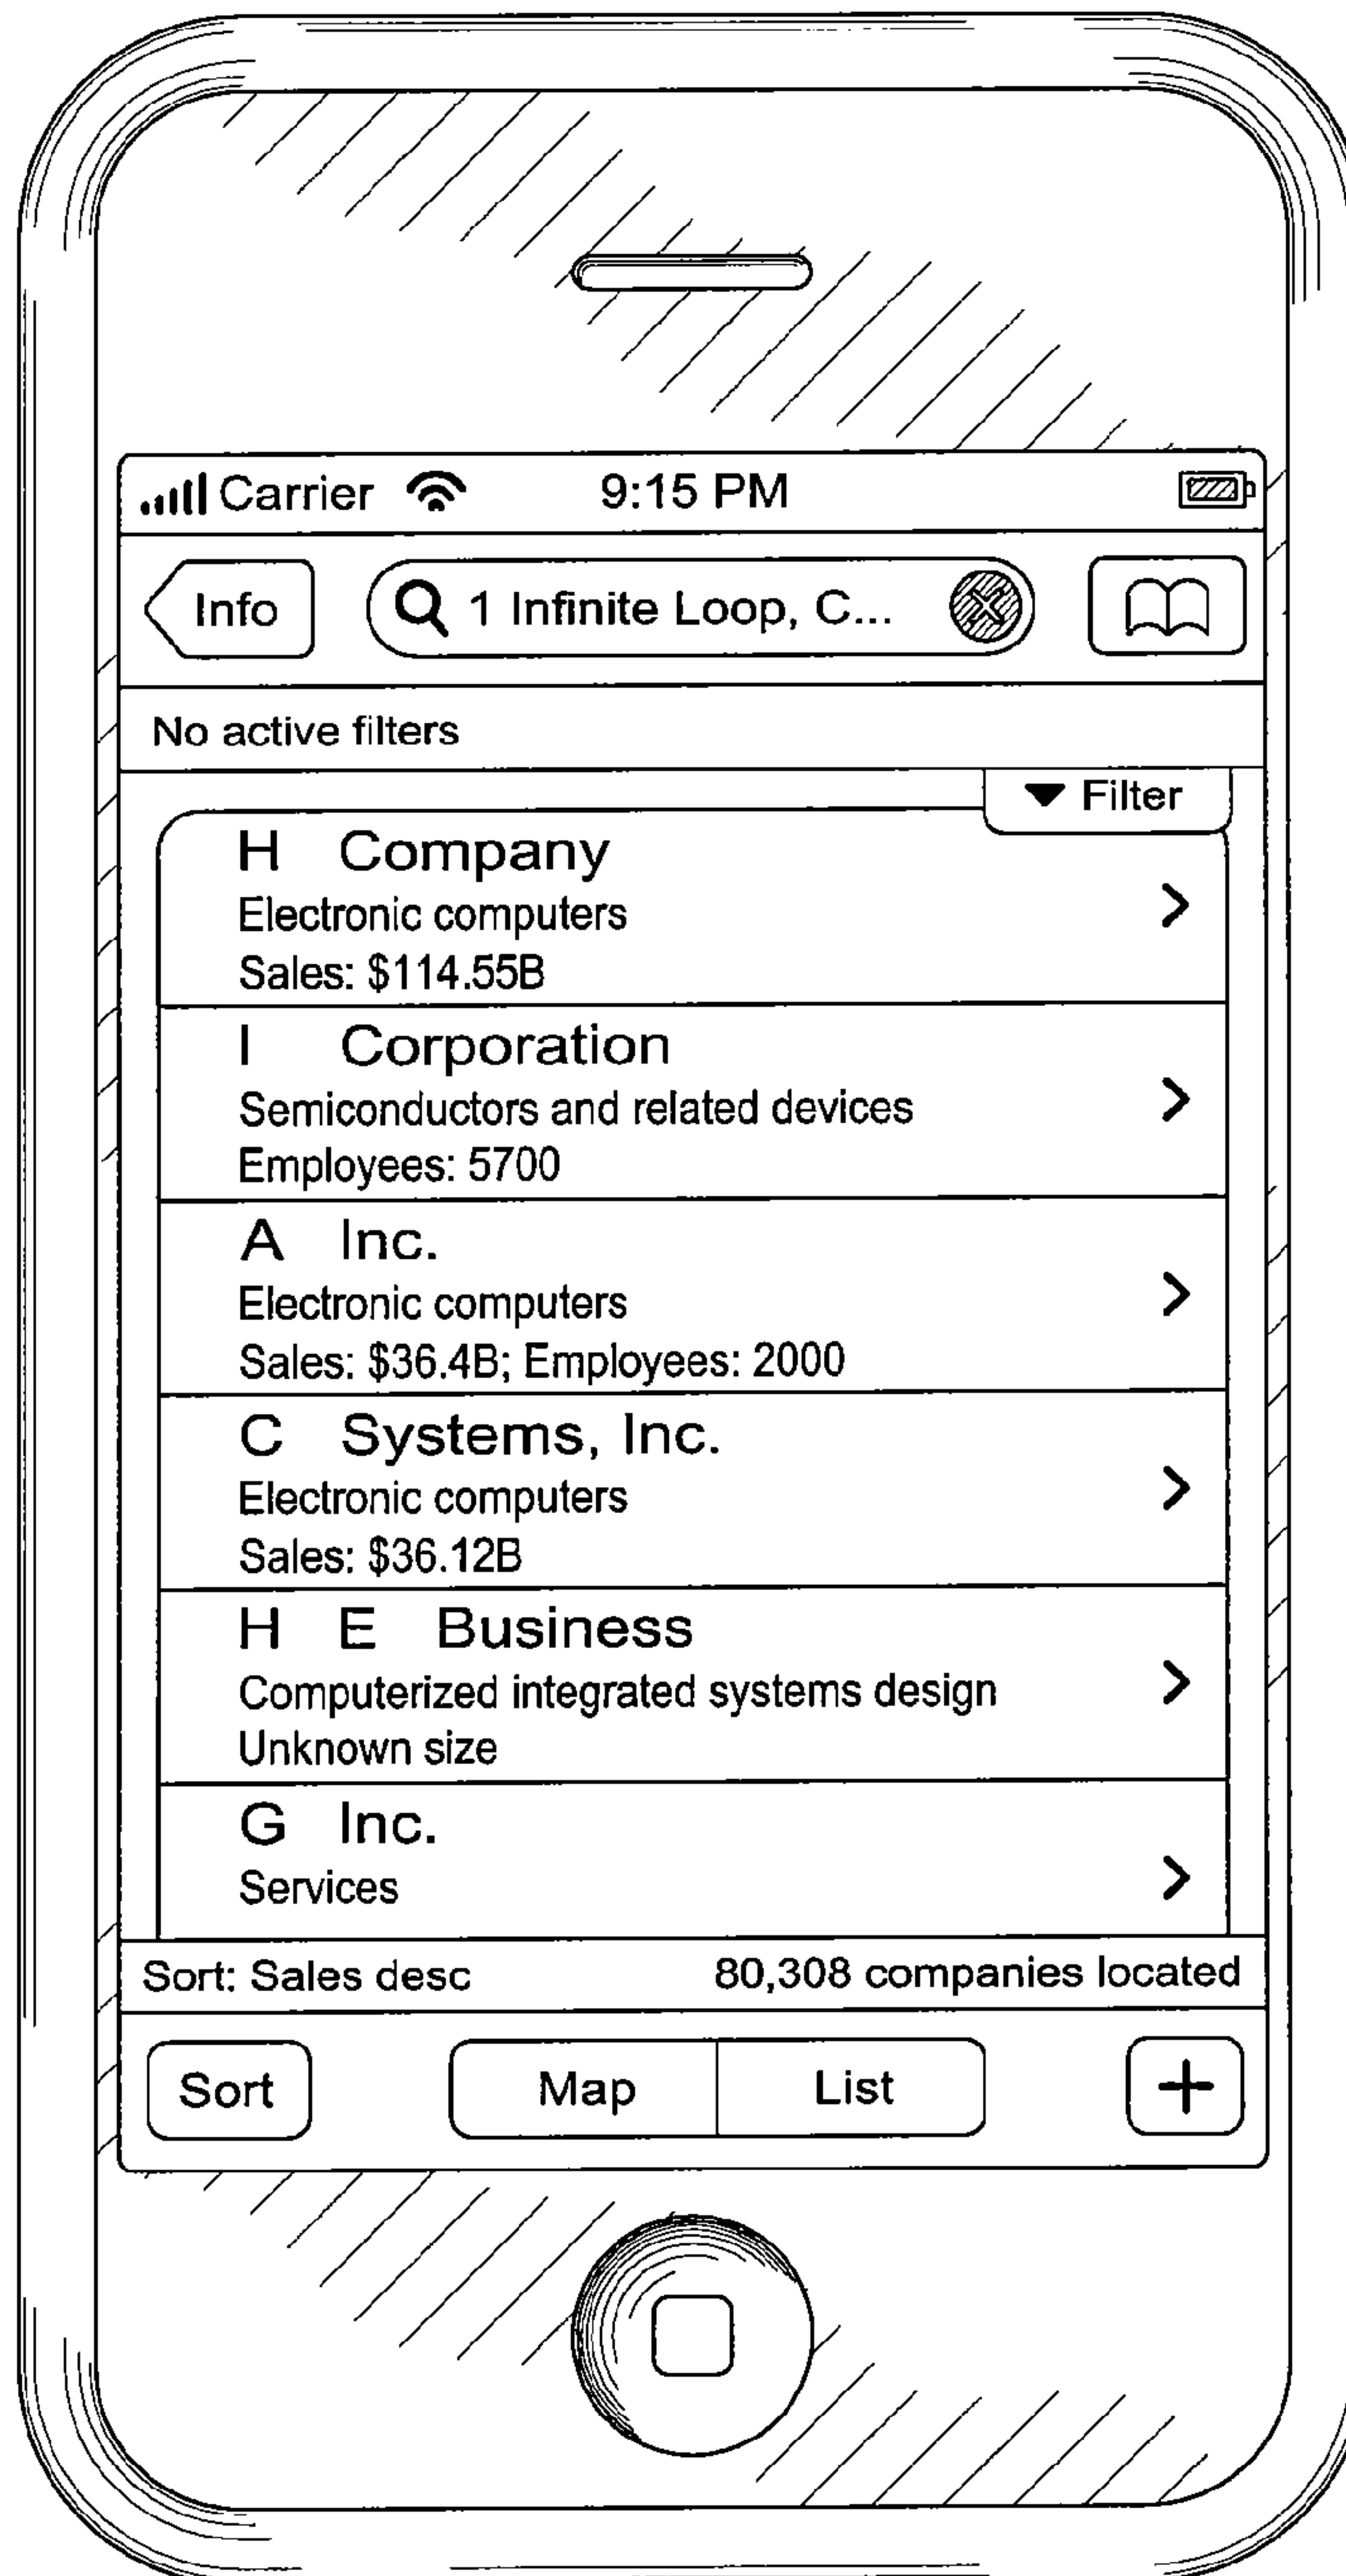 Carrier 9:15 PM
Info 1 Infinite Loop, C...
No active filters
Filter
H Company
Electronic computers
Sales: $114.55B
I Corporation
Semiconductors and related devices
Employees: 5700
A Inc.
Electronic computers
Sales: $36.4B; Employees: 2000
C Systems, Inc.
Electronic computers
Sales: $36.12B
H E Business
Computerized integrated systems design
Unknown size
G Inc.
Services
Sort: Sales desc 80,308 companies located
Sort Map List +